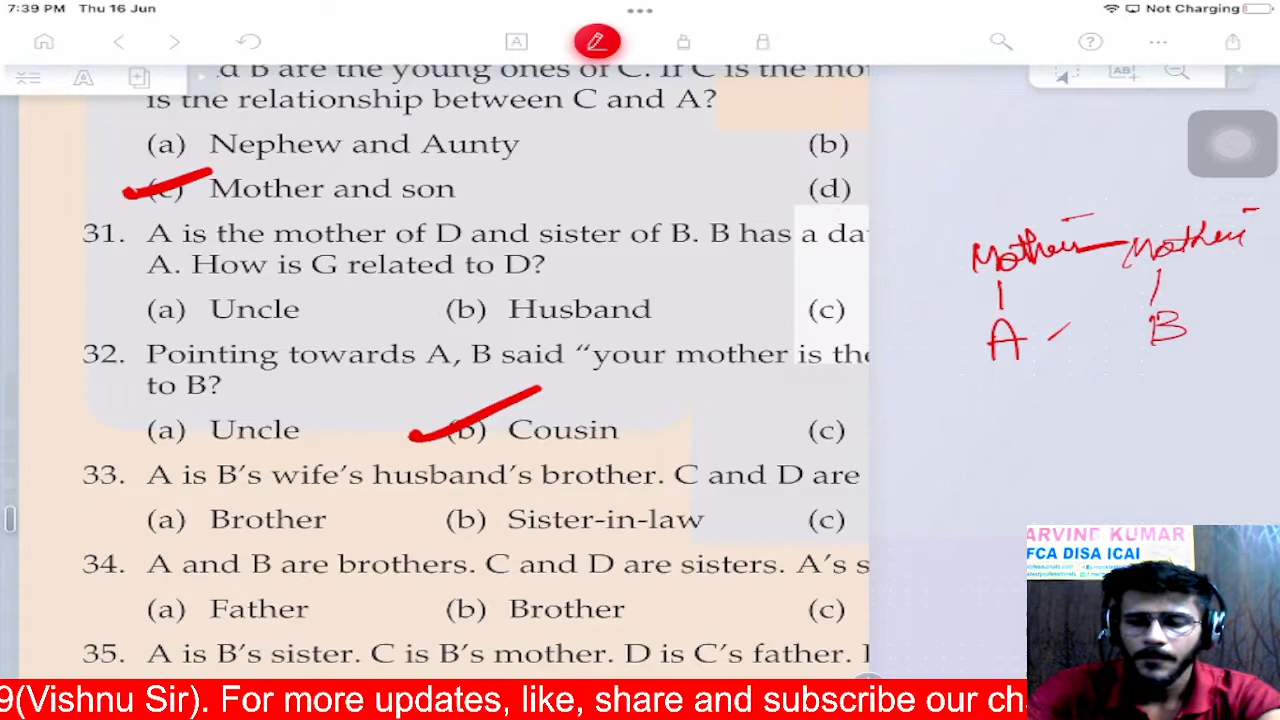 7:39 PM Thu 16 Jun
Not Charging
d B are the young ones of C. If C is the mo
is the relationship between C and A?
(a) Nephew and Aunty (b)
(c) Mother and son (d)
31. A is the mother of D and sister of B. B has a da
A. How is G related to D?
(a) Uncle (b) Husband (c)
32. Pointing towards A, B said “your mother is the
to B?
(a) Uncle (b) Cousin (c)
33. A is B’s wife’s husband’s brother. C and D are
(a) Brother (b) Sister-in-law (c)
34. A and B are brothers. C and D are sisters. A’s s
(a) Father (b) Brother (c)
35. A is B’s sister. C is B’s mother. D is C’s father.
Mother Mother
A B
ARVIND KUMAR
FCA DISA ICAI
9(Vishnu Sir). For more updates, like, share and subscribe our ch